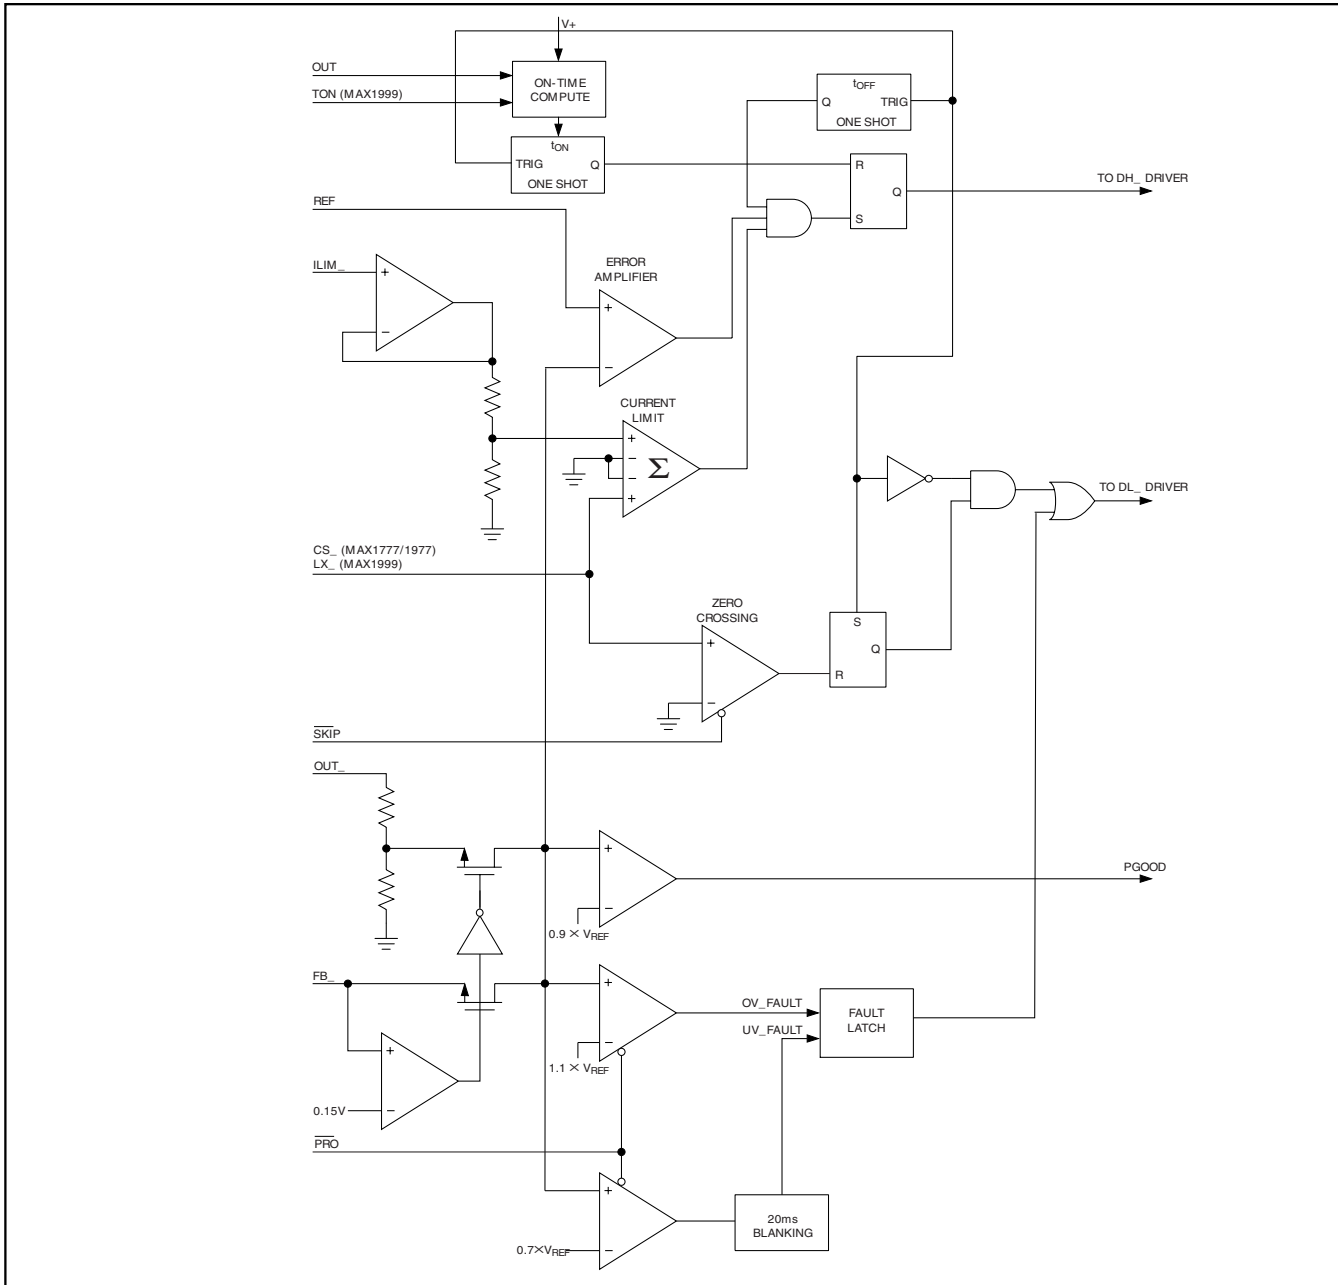 V+
OUT
TON (MAX1999)
ON-TIME
COMPUTE
tON
TRIG Q
ONE SHOT
tOFF
Q TRIG
ONE SHOT
R
Q
S
TO DH_ DRIVER
REF
ILIM_
+
−
ERROR
AMPLIFIER
+
−
CURRENT
LIMIT
+
−
−
+
Σ
TO DL_ DRIVER
CS_ (MAX1777/1977)
LX_ (MAX1999)
ZERO
CROSSING
+
−
S
Q
R
SKIP
OUT_
+
−
0.9 × VREF
PGOOD
FB_
+
−
1.1 × VREF
OV_FAULT
UV_FAULT
FAULT
LATCH
+
−
0.15V
PRO
+
−
0.7×VREF
20ms
BLANKING